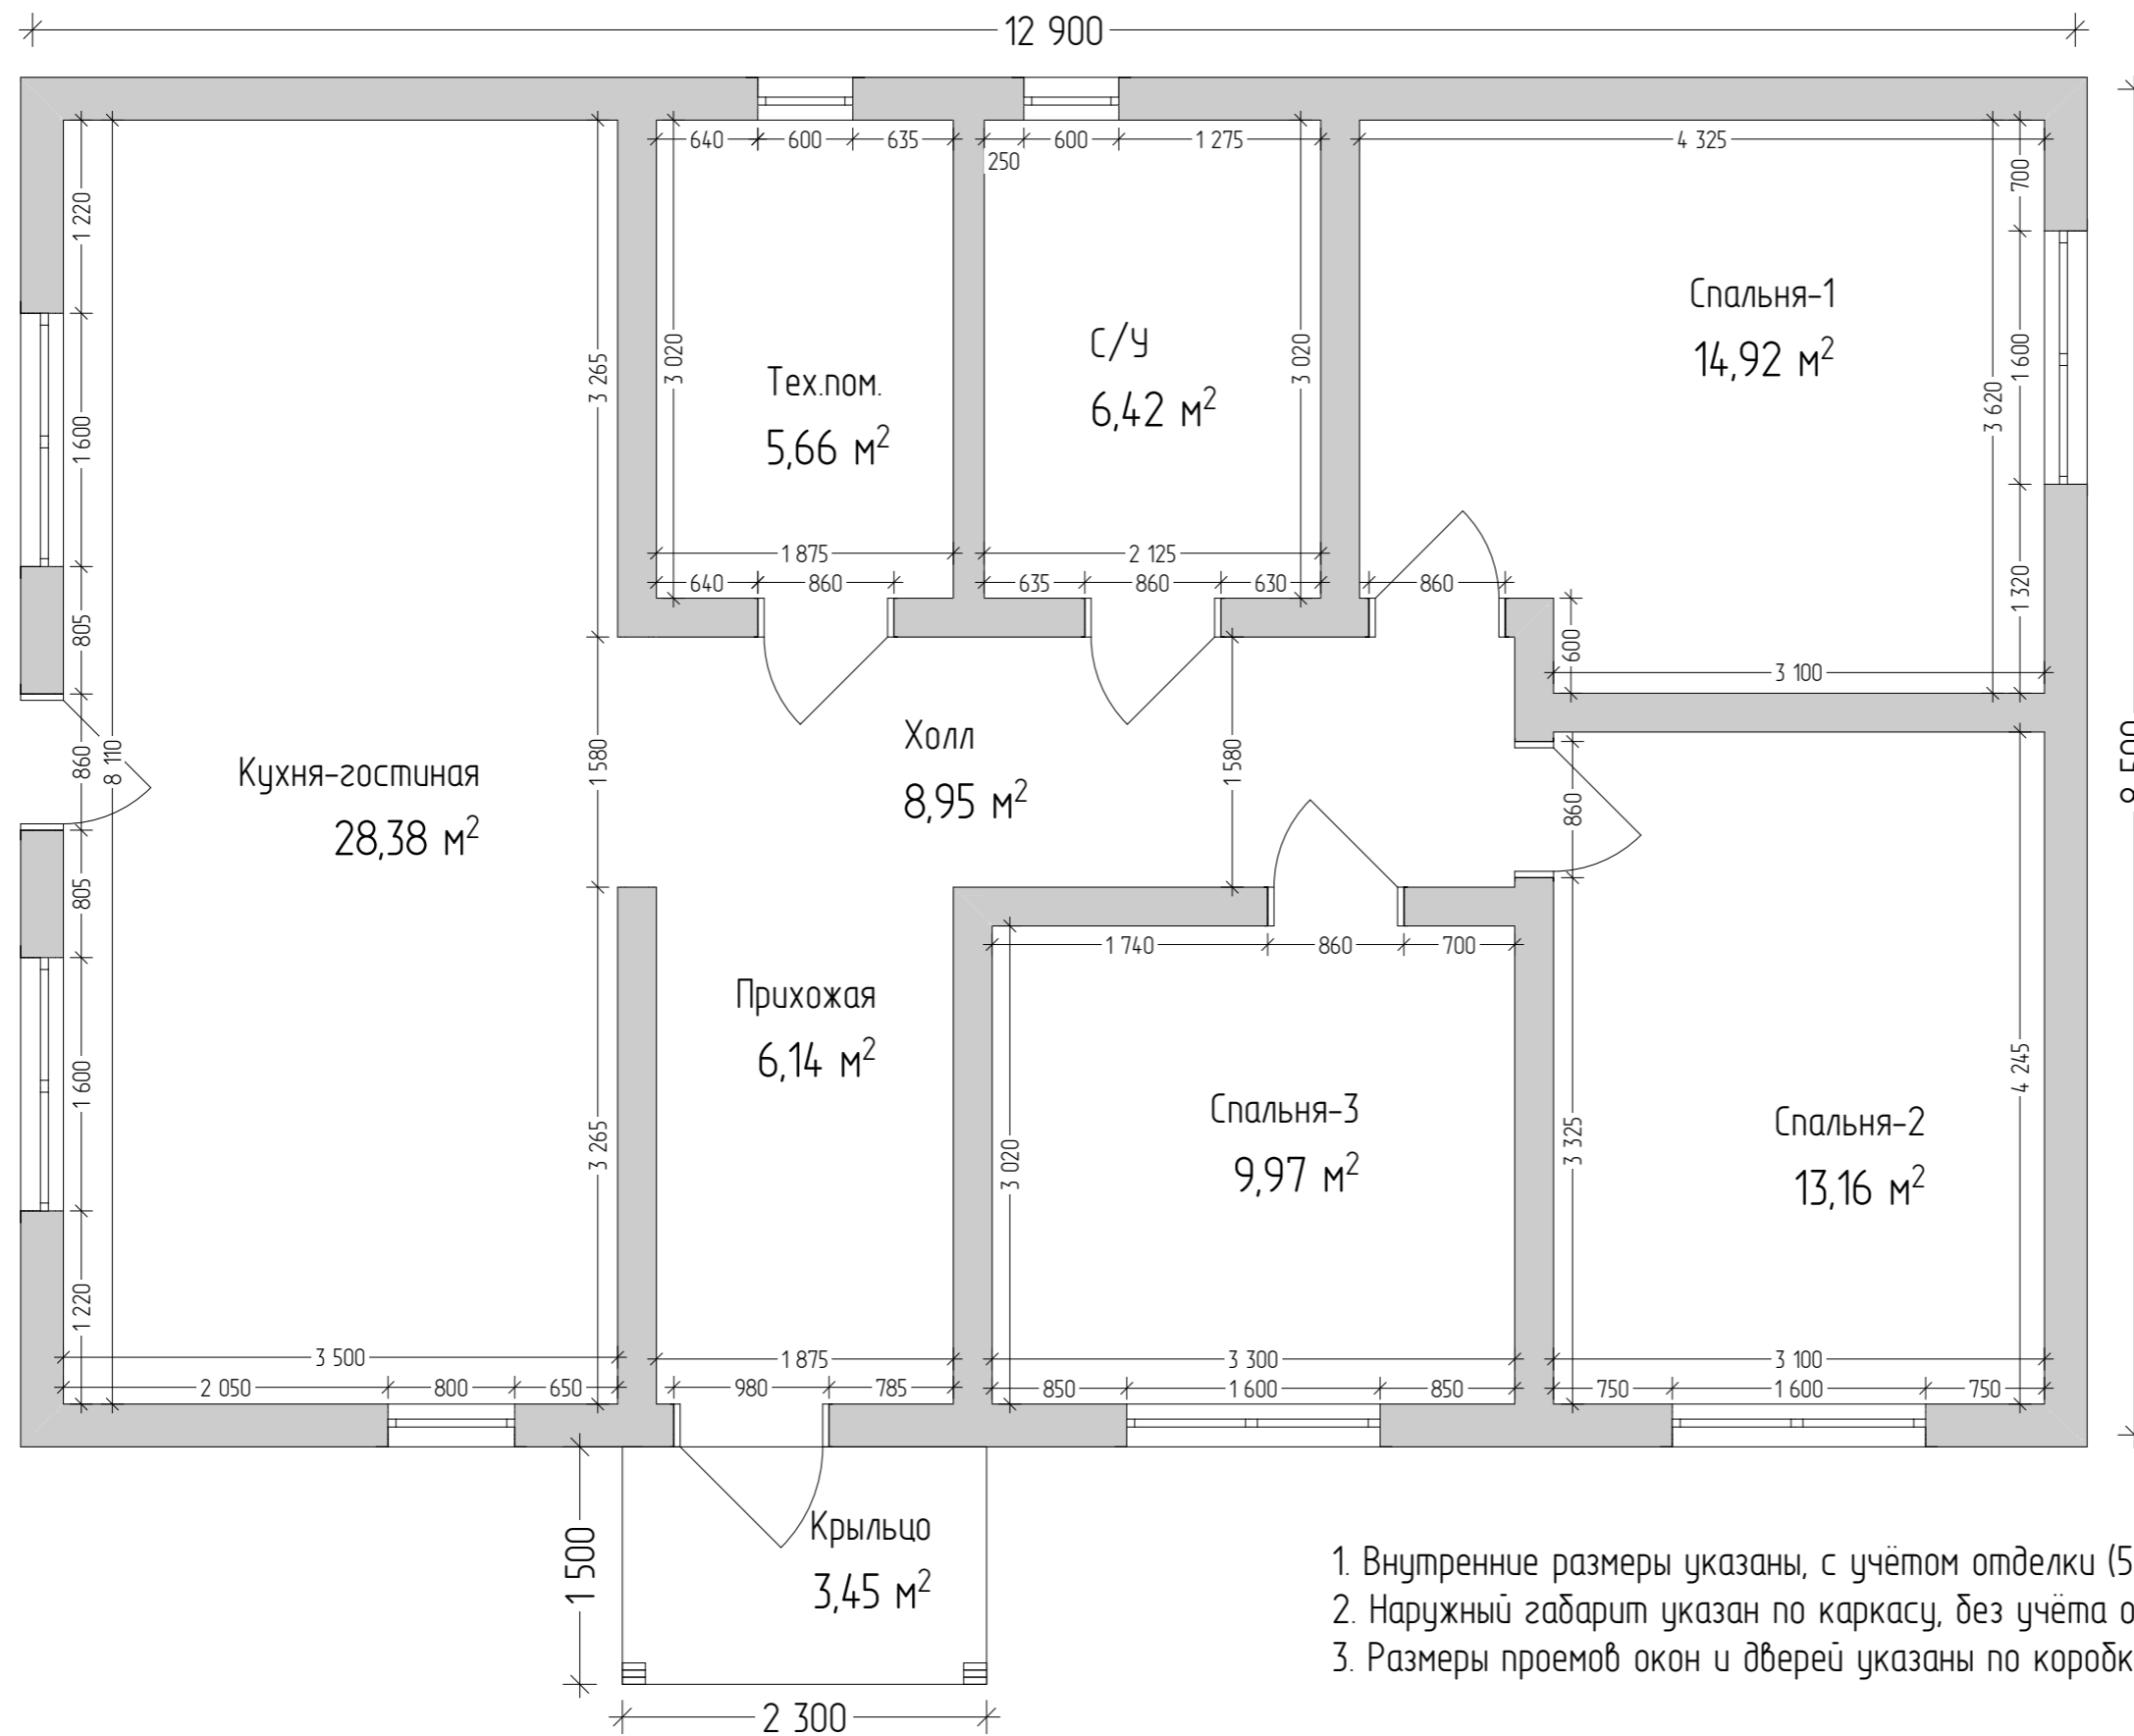 12 900
640 600 635 600 1 275 4 325
250
1 220
700
3 265
3 020
3 020
Спальня-1
14,92 м²
С/У
6,42 м²
Тех.пом.
5,66 м²
1 600
1 600
3 620
1 875 2 125
640 860 635 860 630 860
1 320
805
600
3 100
Холл
8,95 м²
Кухня-гостиная
28,38 м²
860
8 110
1 580
1 580
860
8 500
805
1 740 860 700
Прихожая
6,14 м²
1 600
3 265
3 020
Спальня-3
9,97 м²
3 325
4 245
Спальня-2
13,16 м²
1 220
3 500 1 875 3 300 3 100
2 050 800 650 980 785 850 1 600 850 750 1 600 750
Крыльцо
3,45 м²
1 500
2 300
1. Внутренние размеры указаны, с учётом отделки (5
2. Наружный габарит указан по каркасу, без учёта о
3. Размеры проемов окон и дверей указаны по коробк